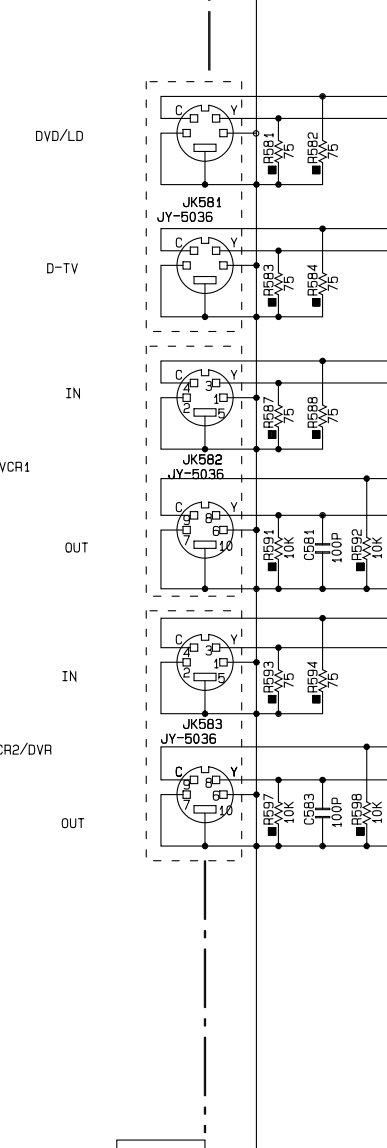 C Y
DVD/LD
R581 75
R582 75
JK581
JY-5036
C Y
D-TV
R583 75
R584 75
C Y
4 3
IN
1
2 5
R587 75
R588 75
JK582
JY-5036
VCR1
C Y
9 8
6
7 10
OUT
R591 10K
C581 100P
R592 10K
C Y
4 3
1
IN
2 5
R593 75
R594 75
JK583
JY-5036
CR2/DVR
C Y
9 8
6
7 10
OUT
R597 10K
C583 100P
R598 10K